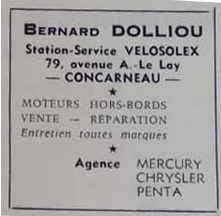 BERNARD DOLLIOU
Station-Service VELOSOLEX
79, avenue A.-Le Lay
— CONCARNEAU —
★
MOTEURS HORS-BORDS
VENTE — RÉPARATION
Entretien toutes marques
★
Agence MERCURY
CHRYSLER
PENTA